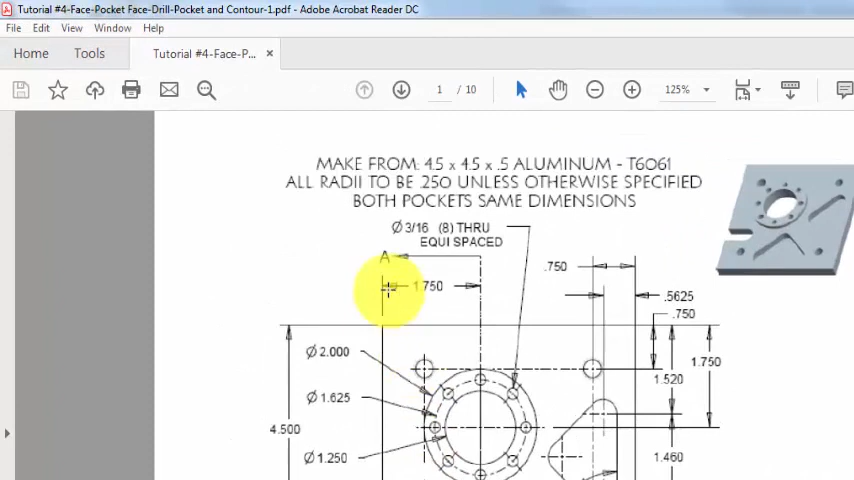 Tutorial #4-Face-Pocket Face-Drill-Pocket and Contour-1.pdf - Adobe Acrobat Reader DC
File Edit View Window Help
Home Tools Tutorial #4-Face-P... ×
1 / 10 125%
MAKE FROM: 4.5 x 4.5 x .5 ALUMINUM - T6061
ALL RADII TO BE .250 UNLESS OTHERWISE SPECIFIED
BOTH POCKETS SAME DIMENSIONS
Ø 3/16 (8) THRU
EQUI SPACED
A
.750
1.750
.5625
.750
Ø 2.000
1.750
1.520
Ø 1.625
4.500
Ø 1.250
1.460